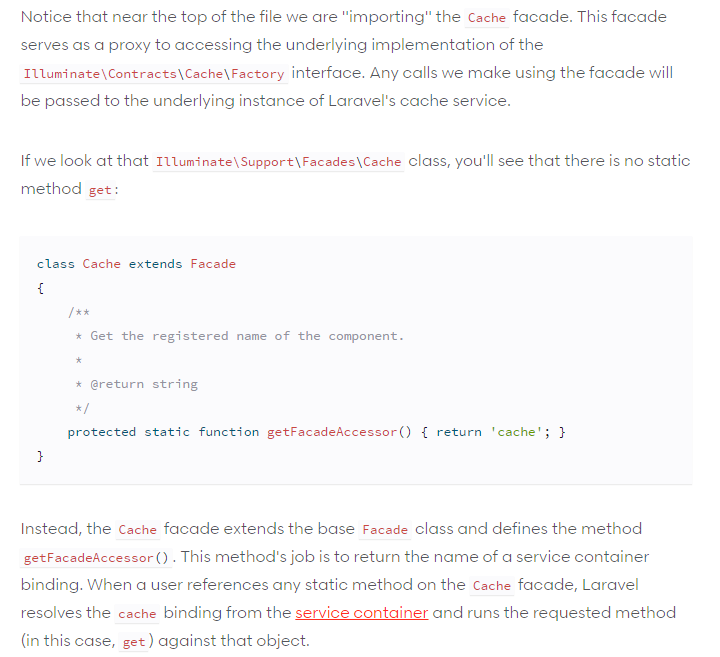 Notice that near the top of the file we are "importing" the Cache facade. This facade
serves as a proxy to accessing the underlying implementation of the
Illuminate\Contracts\Cache\Factory interface. Any calls we make using the facade will
be passed to the underlying instance of Laravel's cache service.
If we look at that Illuminate\Support\Facades\Cache class, you'll see that there is no static
method get:
class Cache extends Facade
{
    /**
     * Get the registered name of the component.
     *
     * @return string
     */
    protected static function getFacadeAccessor() { return 'cache'; }
}
Instead, the Cache facade extends the base Facade class and defines the method
getFacadeAccessor(). This method's job is to return the name of a service container
binding. When a user references any static method on the Cache facade, Laravel
resolves the cache binding from the service container and runs the requested method
(in this case, get) against that object.